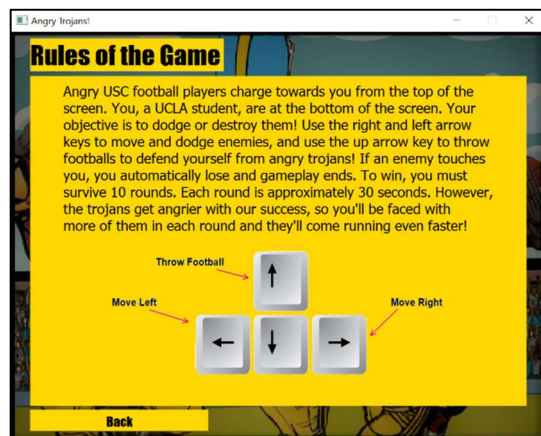 Angry Trojans!
Rules of the Game
Angry USC football players charge towards you from the top of the
screen. You, a UCLA student, are at the bottom of the screen. Your
objective is to dodge or destroy them! Use the right and left arrow
keys to move and dodge enemies, and use the up arrow key to throw
footballs to defend yourself from angry trojans! If an enemy touches
you, you automatically lose and gameplay ends. To win, you must
survive 10 rounds. Each round is approximately 30 seconds. However,
the trojans get angrier with our success, so you'll be faced with
more of them in each round and they'll come running even faster!
Throw Football
Move Left
Move Right
Back